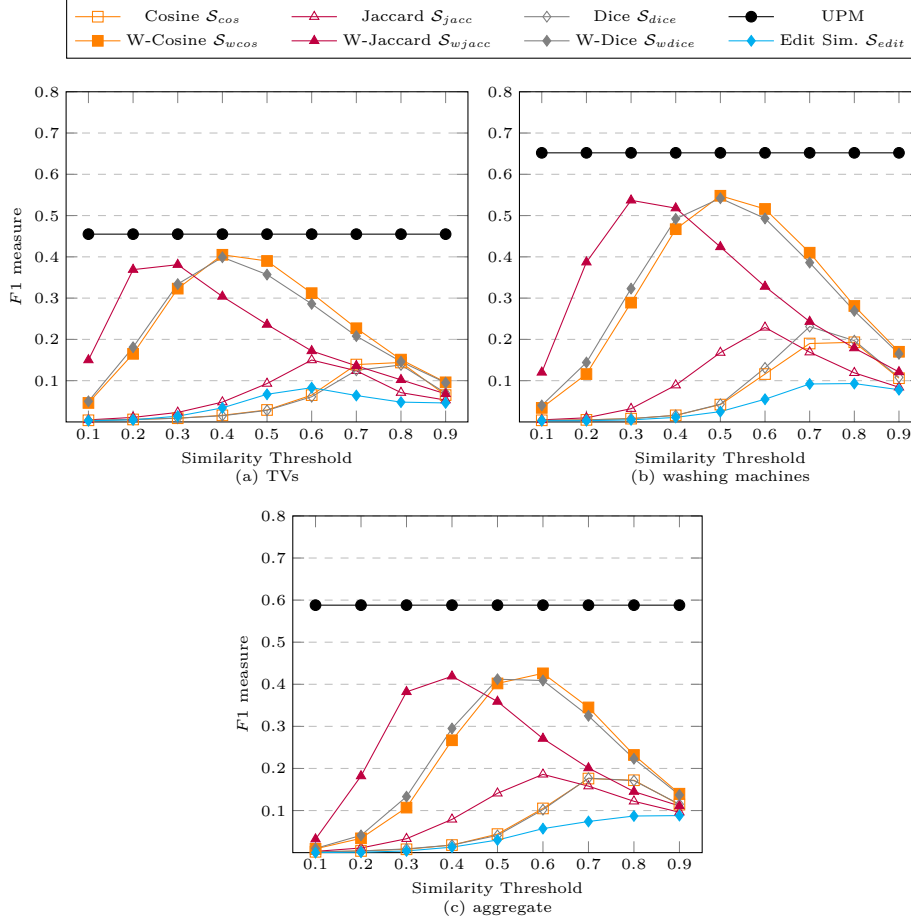 Cosine S_cos Jaccard S_jacc Dice S_dice UPM
W-Cosine S_wcos W-Jaccard S_wjacc W-Dice S_wdice Edit Sim. S_edit
F1 measure
0.8
0.7
0.6
0.5
0.4
0.3
0.2
0.1
0.1 0.2 0.3 0.4 0.5 0.6 0.7 0.8 0.9
Similarity Threshold
(a) TVs
0.8
0.7
0.6
0.5
0.4
0.3
0.2
0.1
0.1 0.2 0.3 0.4 0.5 0.6 0.7 0.8 0.9
Similarity Threshold
(b) washing machines
F1 measure
0.8
0.7
0.6
0.5
0.4
0.3
0.2
0.1
0.1 0.2 0.3 0.4 0.5 0.6 0.7 0.8 0.9
Similarity Threshold
(c) aggregate